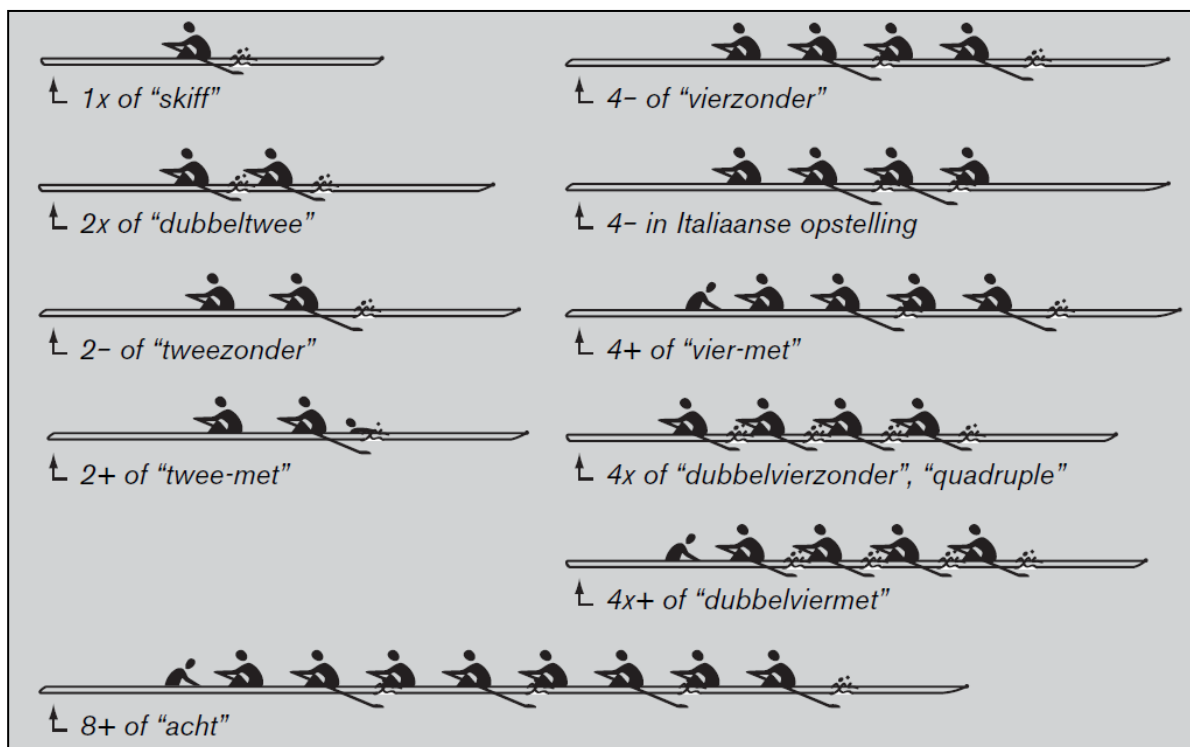 1x of “skiff”
2x of “dubbeltwee”
2– of “tweezonder”
2+ of “twee-met”
4– of “vierzonder”
4– in Italiaanse opstelling
4+ of “vier-met”
4x of “dubbelvierzonder”, “quadruple”
4x+ of “dubbelviermet”
8+ of “acht”